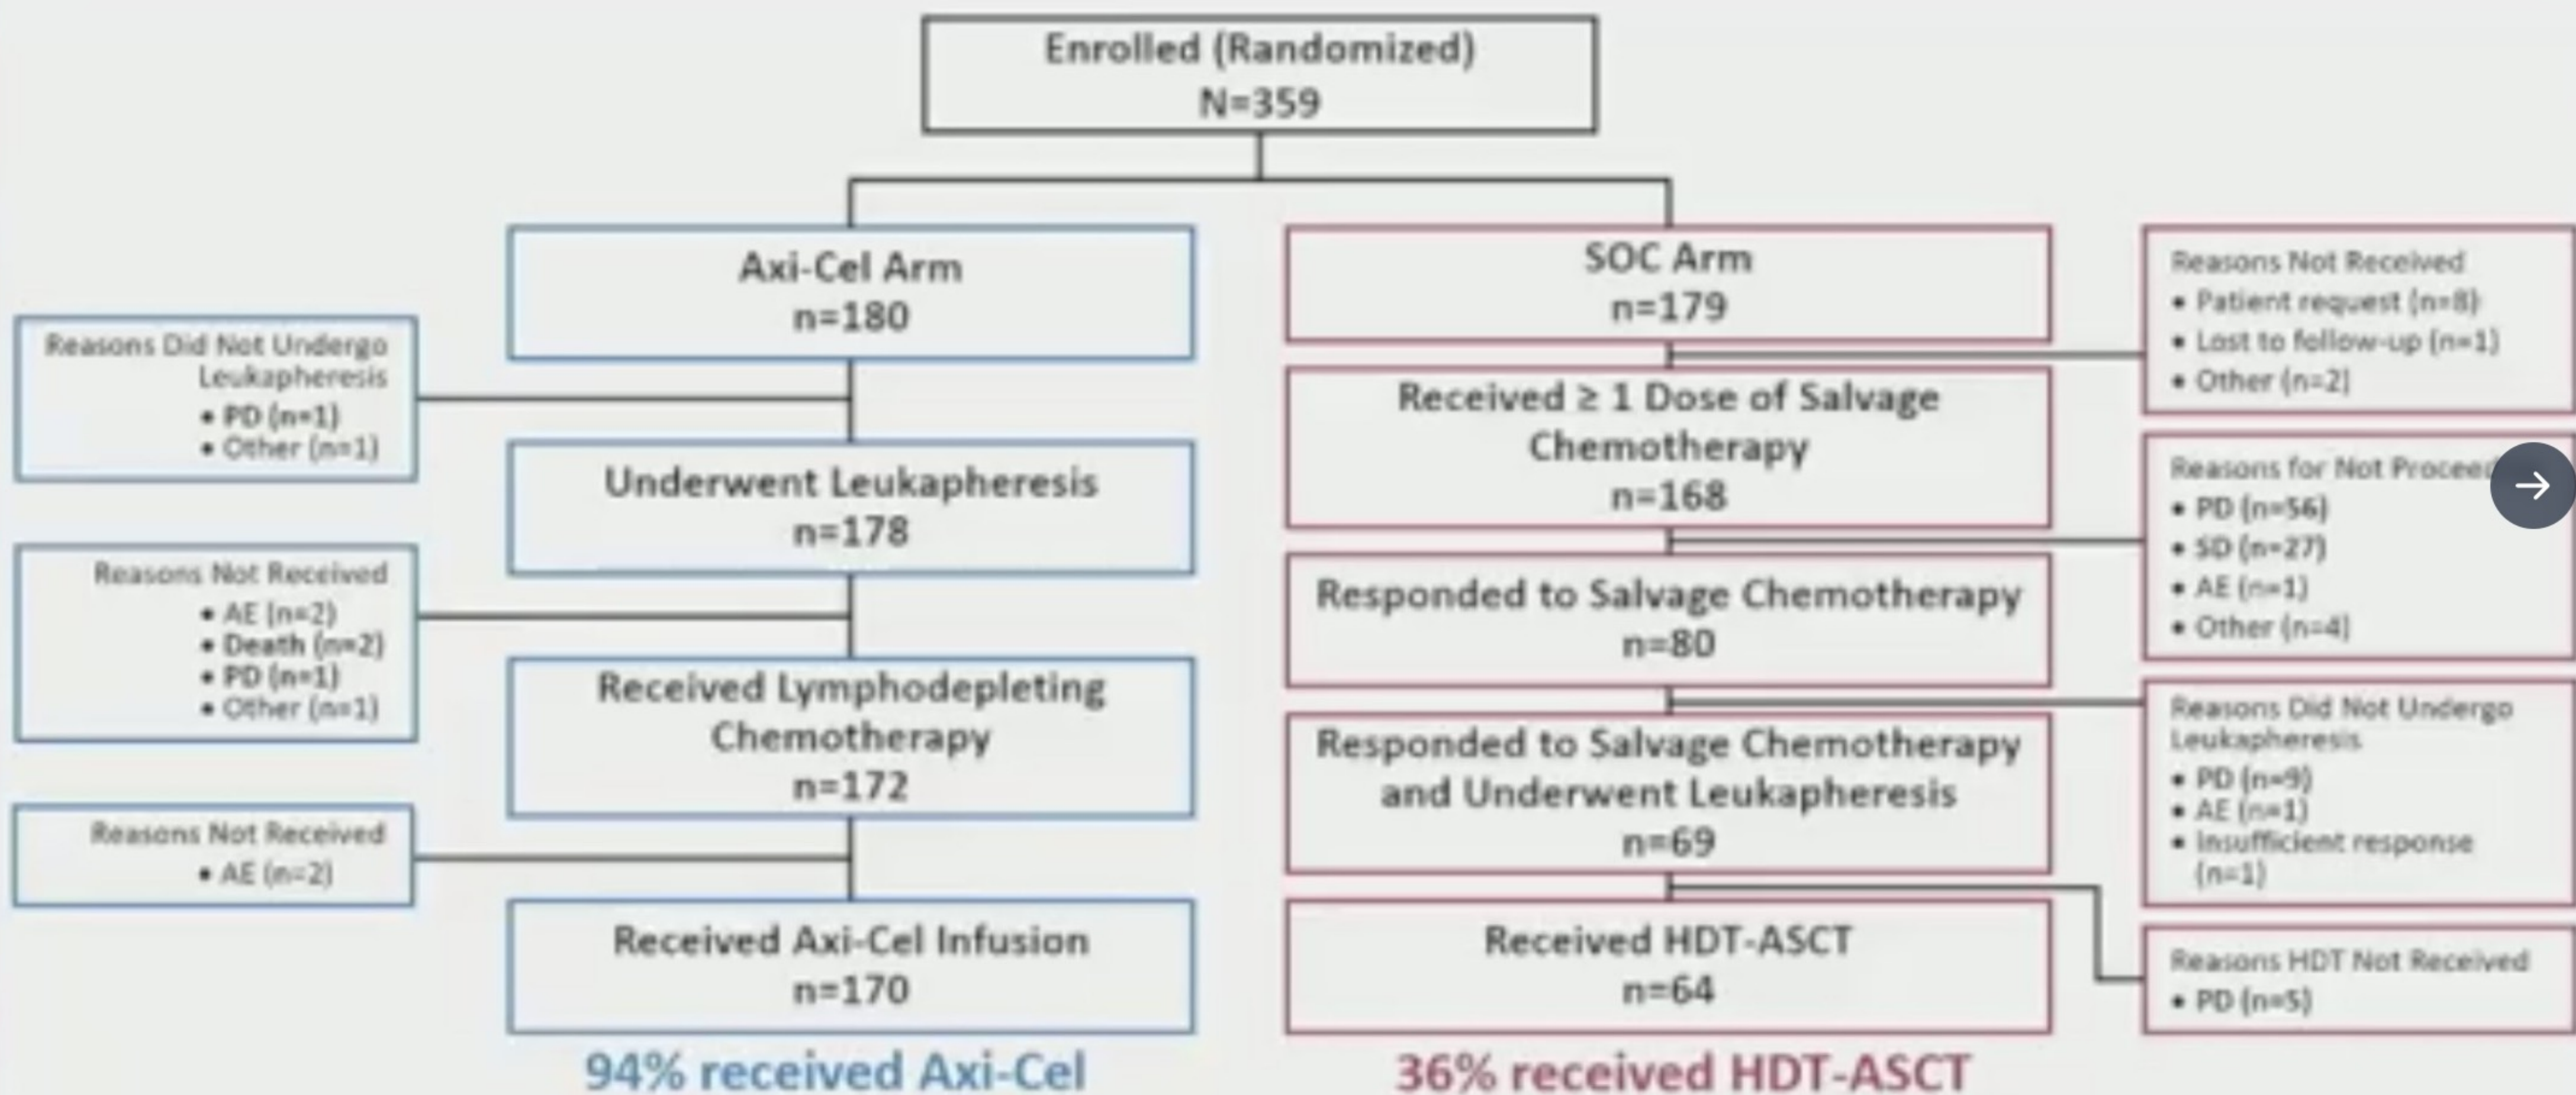 Enrolled (Randomized)
N=359
Axi-Cel Arm
n=180
Reasons Did Not Undergo
Leukapheresis
• PD (n=1)
• Other (n=1)
Underwent Leukapheresis
n=178
Reasons Not Received
• AE (n=2)
• Death (n=2)
• PD (n=1)
• Other (n=1)
Received Lymphodepleting
Chemotherapy
n=172
Reasons Not Received
• AE (n=2)
Received Axi-Cel Infusion
n=170
94% received Axi-Cel
SOC Arm
n=179
Reasons Not Received
• Patient request (n=8)
• Lost to follow-up (n=1)
• Other (n=2)
Received ≥ 1 Dose of Salvage
Chemotherapy
n=168
Reasons for Not Proceed
• PD (n=56)
• SD (n=27)
• AE (n=1)
• Other (n=4)
Responded to Salvage Chemotherapy
n=80
Reasons Did Not Undergo
Leukapheresis
• PD (n=9)
• AE (n=1)
• Insufficient response
(n=1)
Responded to Salvage Chemotherapy
and Underwent Leukapheresis
n=69
Reasons HDT Not Received
• PD (n=5)
Received HDT-ASCT
n=64
36% received HDT-ASCT